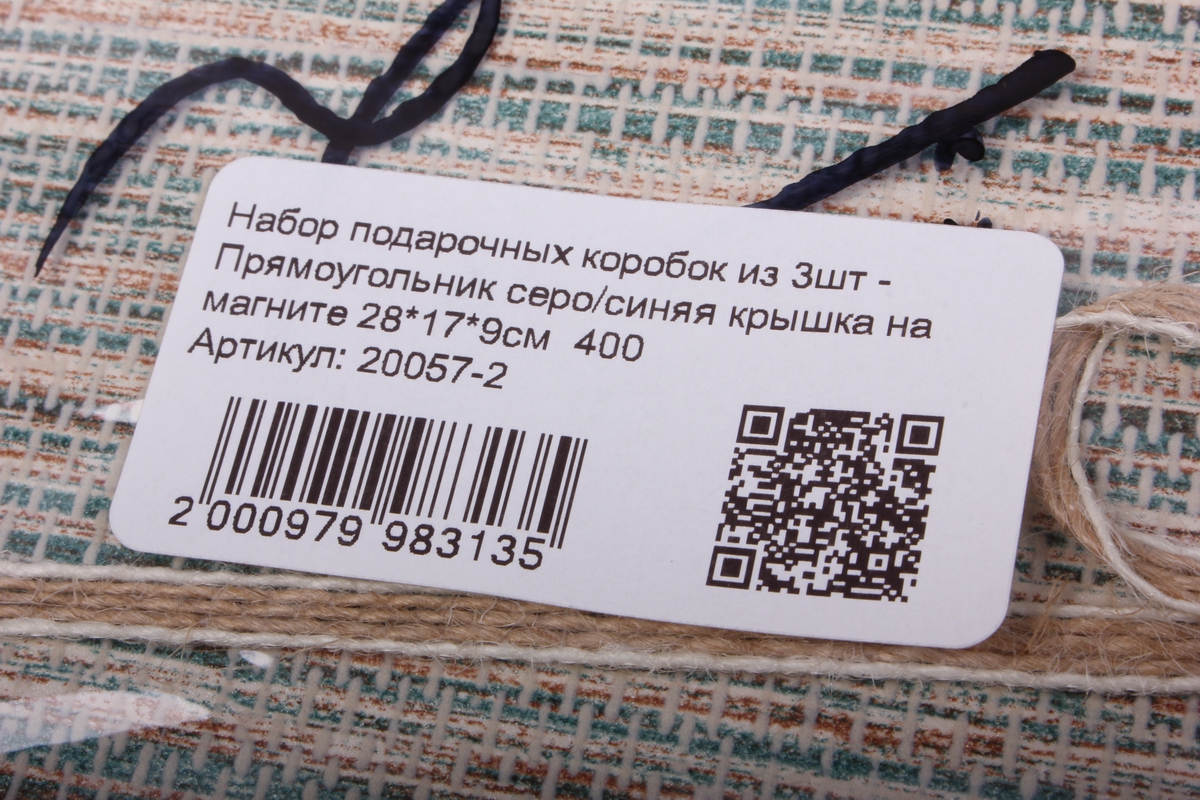 Набор подарочных коробок из 3шт -
Прямоугольник серо/синяя крышка на
магните 28*17*9см 400
Артикул: 20057-2
2 000979 983135